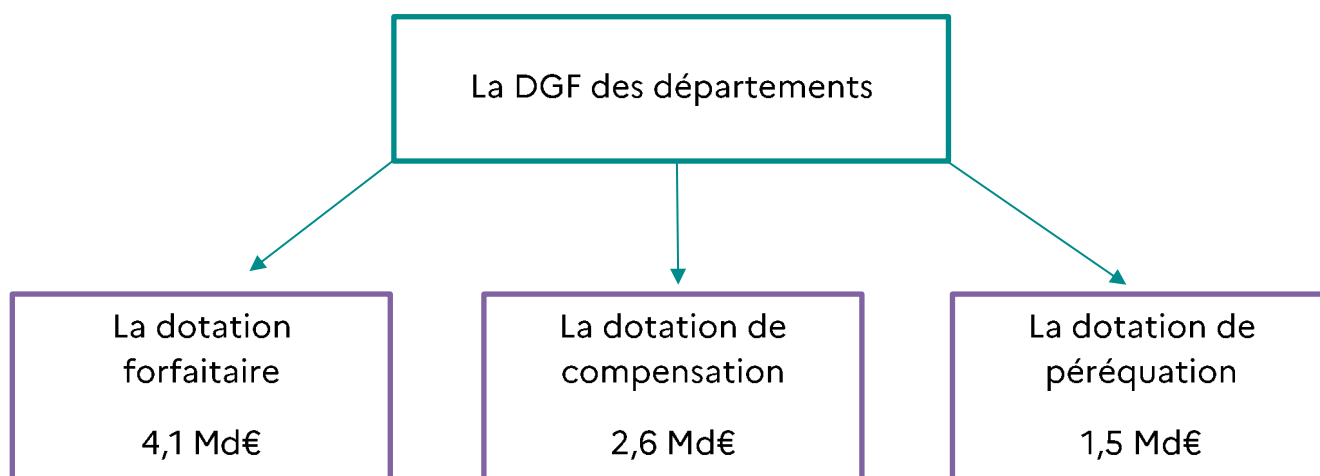 La DGF des départements
La dotation
forfaitaire
4,1 Md€
La dotation de
compensation
2,6 Md€
La dotation de
péréquation
1,5 Md€